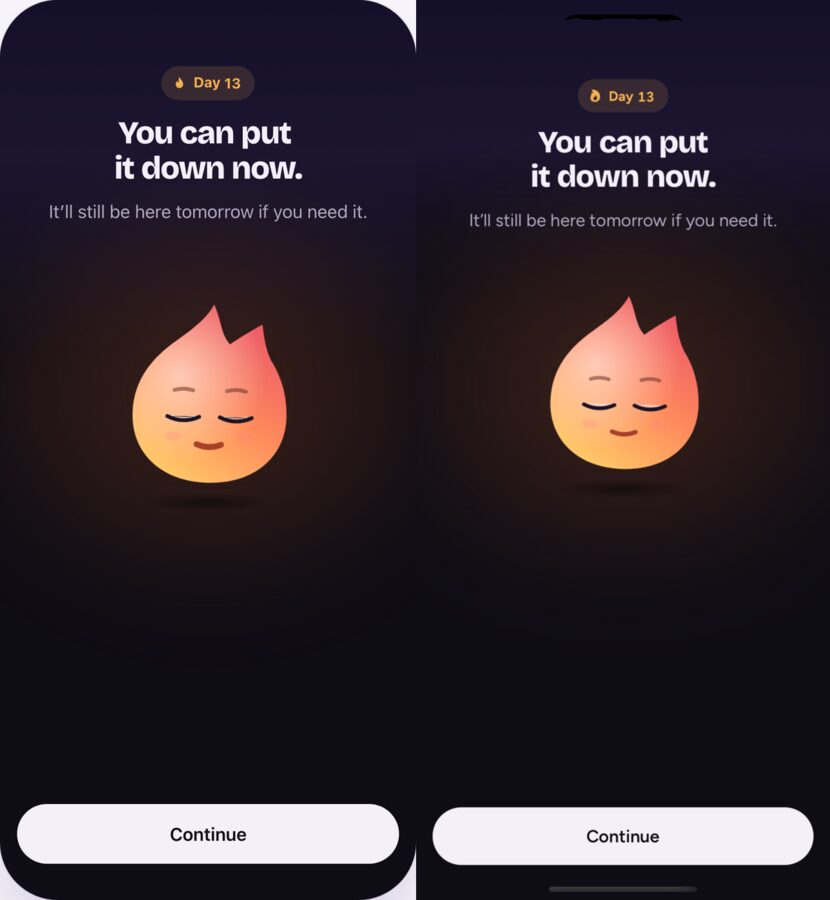 Day 13
You can put
it down now.
It’ll still be here tomorrow if you need it.
Continue
Day 13
You can put
it down now.
It’ll still be here tomorrow if you need it.
Continue